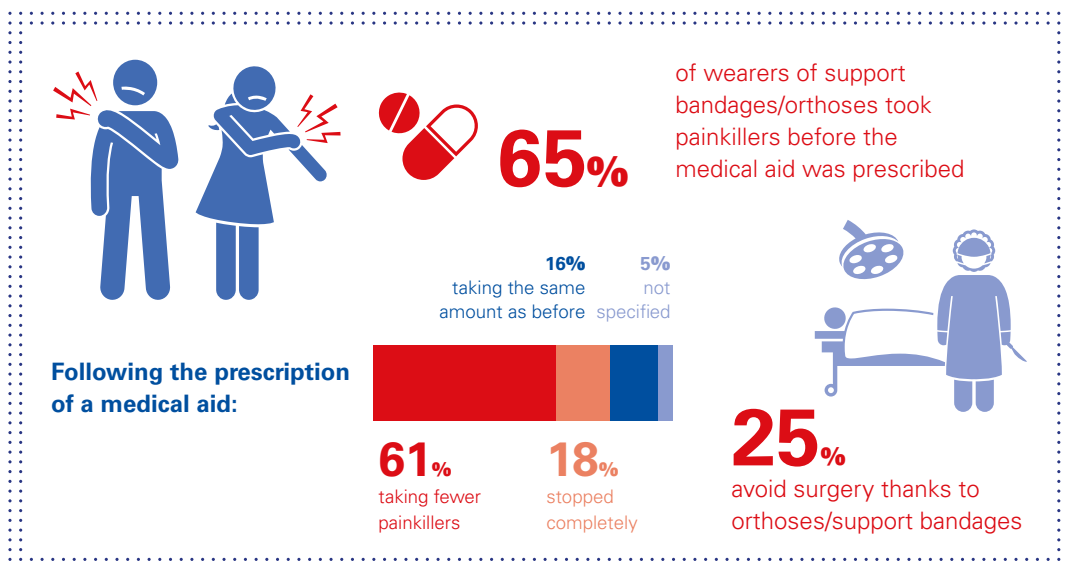 65%
of wearers of support
bandages/orthoses took
painkillers before the
medical aid was prescribed
Following the prescription
of a medical aid:
16%
taking the same
amount as before
5%
not
specified
61%
taking fewer
painkillers
18%
stopped
completely
25%
avoid surgery thanks to
orthoses/support bandages